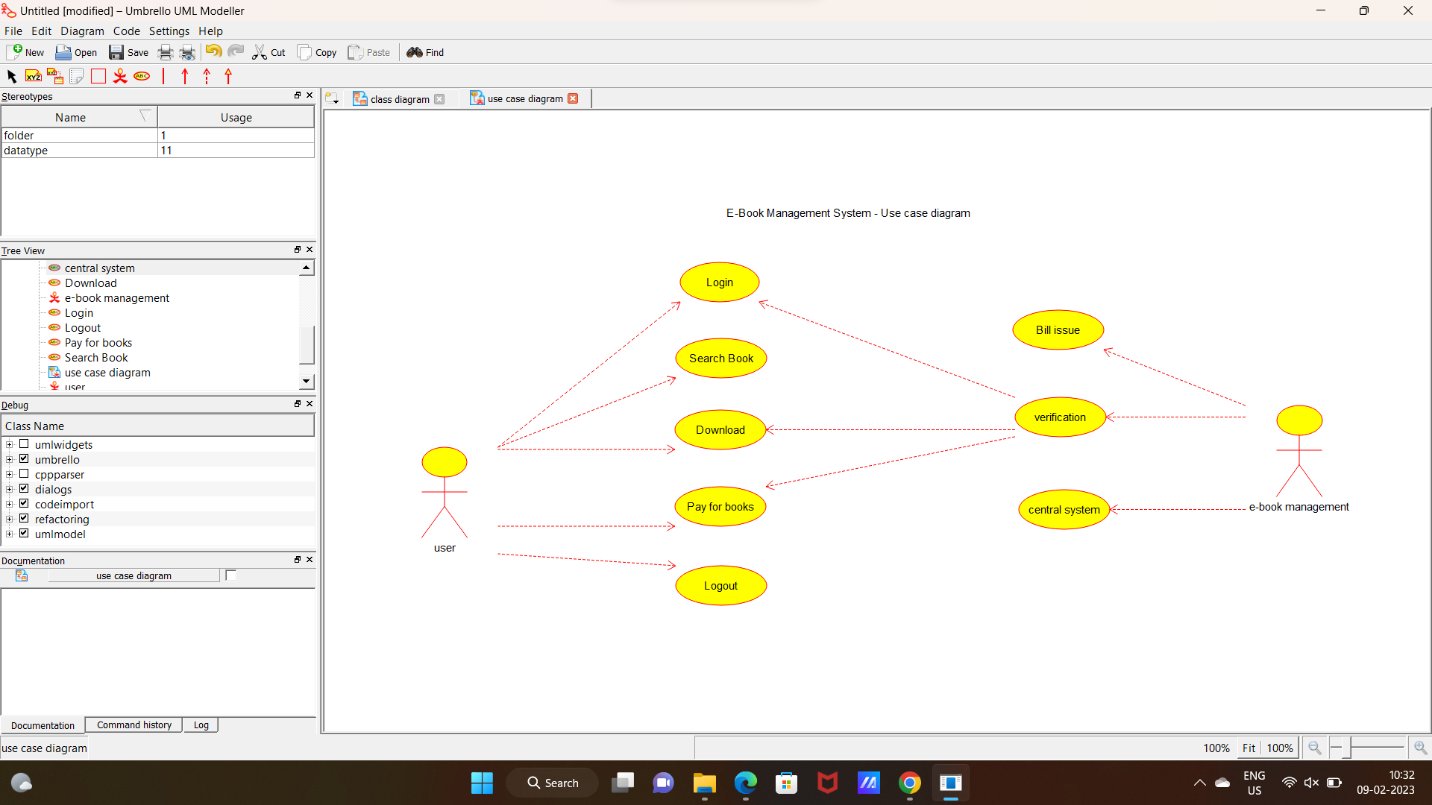 Untitled [modified] – Umbrello UML Modeller
File Edit Diagram Code Settings Help
New Open Save Cut Copy Paste Find
XYZ ABC
Stereotypes
Name Usage
folder 1
datatype 11
Tree View
central system
Download
e-book management
Login
Logout
Pay for books
Search Book
use case diagram
user
Debug
Class Name
umlwidgets
umbrello
cppparser
dialogs
codeimport
refactoring
umlmodel
Documentation
use case diagram
Documentation Command history Log
use case diagram
class diagram use case diagram
E-Book Management System - Use case diagram
Login
Search Book
Download
Pay for books
Logout
user
Bill issue
verification
central system
e-book management
100% Fit 100%
Search
ENG
US
10:32
09-02-2023